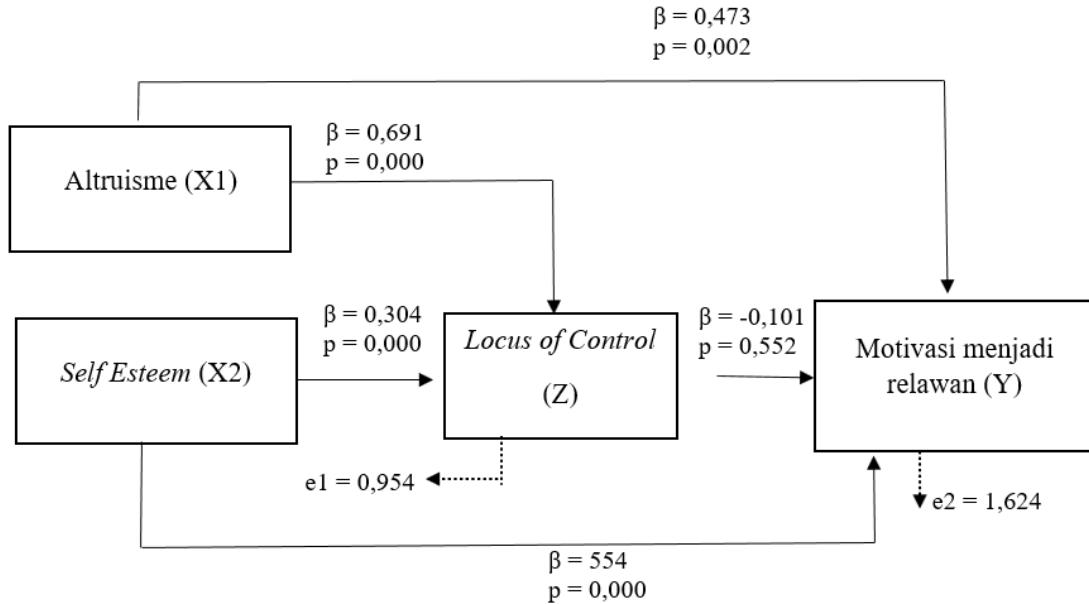 β = 0,473
p = 0,002
β = 0,691
p = 0,000
Altruisme (X1)
β = 0,304
p = 0,000
Self Esteem (X2)
Locus of Control
(Z)
β = -0,101
p = 0,552
Motivasi menjadi
relawan (Y)
e1 = 0,954
e2 = 1,624
β = 554
p = 0,000